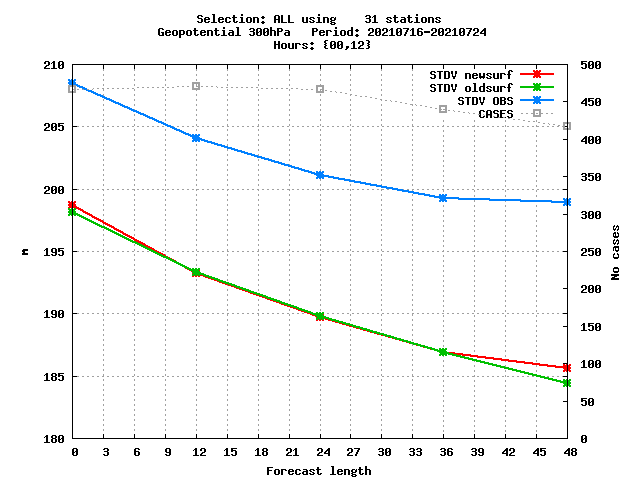 Selection: ALL using    31 stations
Geopotential 300hPa   Period: 20210716-20210724
Hours: {00,12}
STDV newsurf
STDV oldsurf
STDV OBS
CASES
210
205
200
195
190
185
180
m
500
450
400
350
300
250
200
150
100
50
0
No cases
0 3 6 9 12 15 18 21 24 27 30 33 36 39 42 45 48
Forecast length